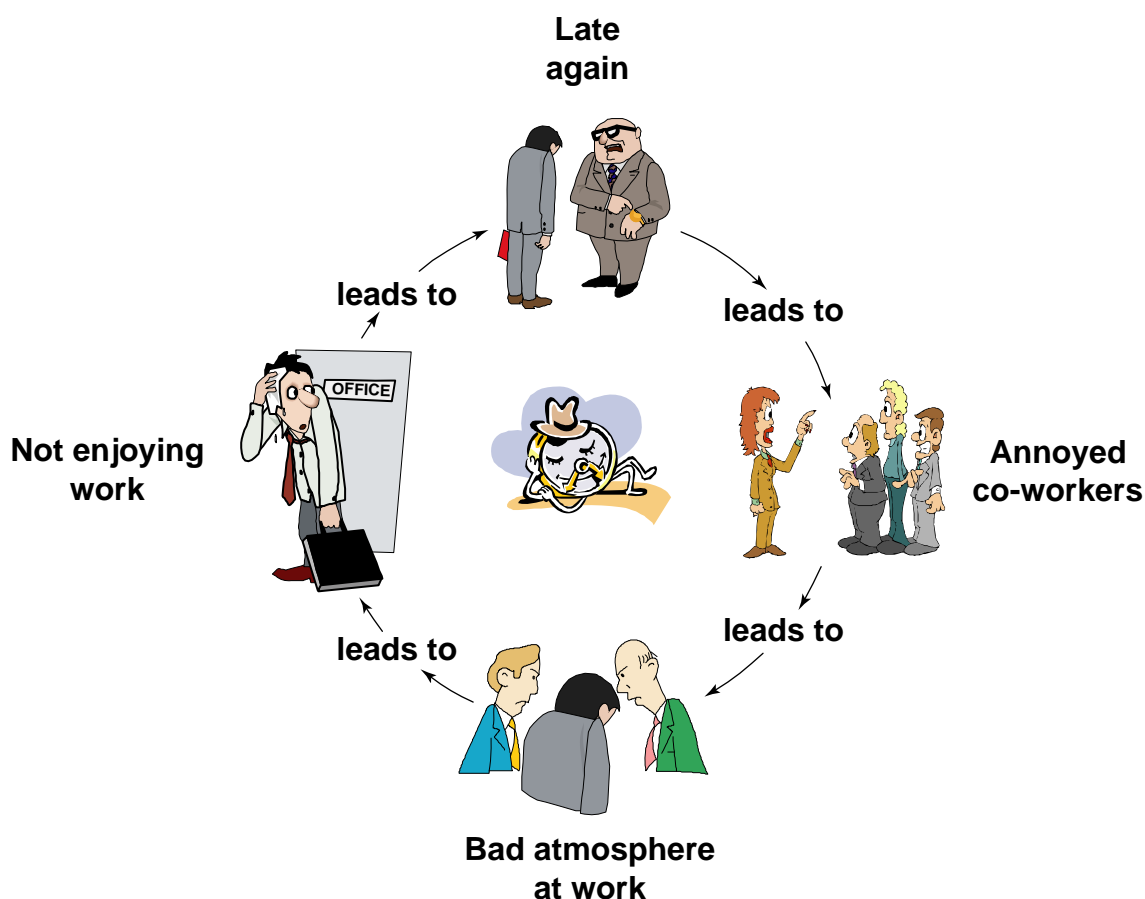 Late
again
leads to
leads to
OFFICE
Not enjoying
work
Annoyed
co-workers
leads to
leads to
Bad atmosphere
at work